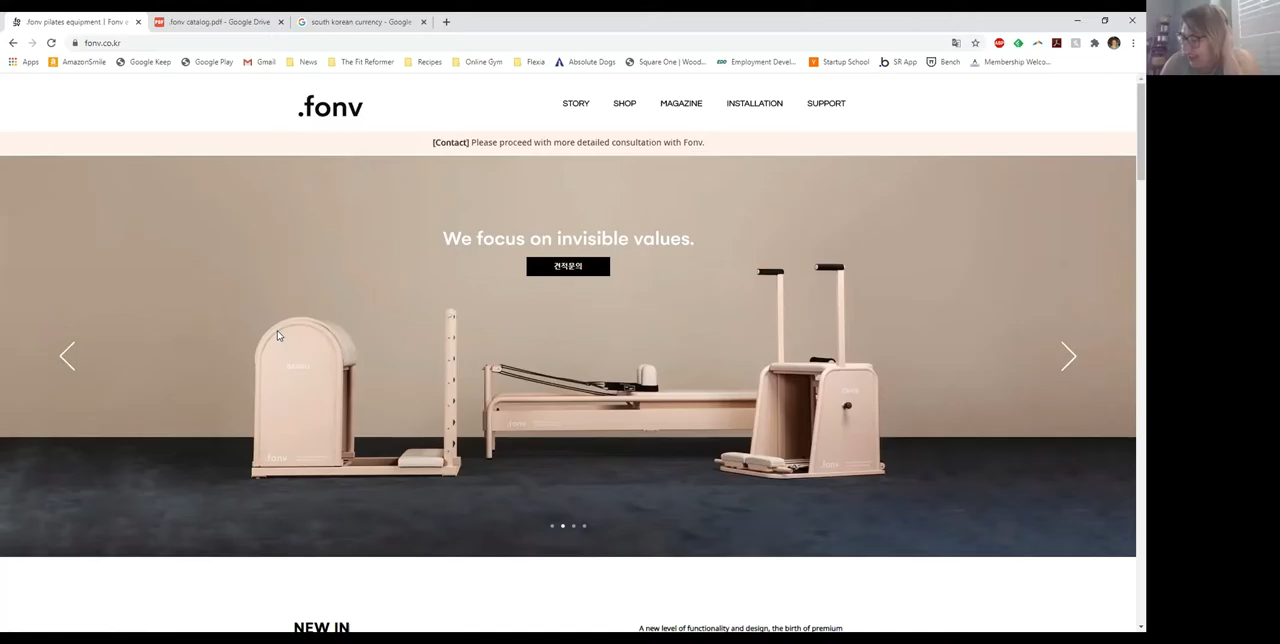 .fonv pilates equipment | Fonv e
.fonv catalog.pdf - Google Drive
south korean currency - Google
fonv.co.kr
Apps
AmazonSmile
Google Keep
Google Play
Gmail
News
The Fit Reformer
Recipes
Online Gym
Flexia
Absolute Dogs
Square One | Wood...
Employment Devel...
Startup School
SR App
Bench
Membership Welco...
.fonv
STORY
SHOP
MAGAZINE
INSTALLATION
SUPPORT
[Contact] Please proceed with more detailed consultation with Fonv.
We focus on invisible values.
견적문의
.fonv
.fonv
.fonv
NEW IN
A new level of functionality and design, the birth of premium